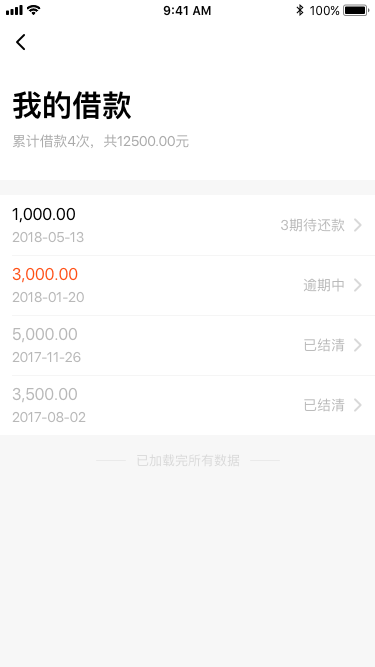 9:41 AM
100%
我的借款
累计借款4次，共12500.00元
1,000.00
2018-05-13
3期待还款
3,000.00
2018-01-20
逾期中
5,000.00
2017-11-26
已结清
3,500.00
2017-08-02
已结清
已加载完所有数据